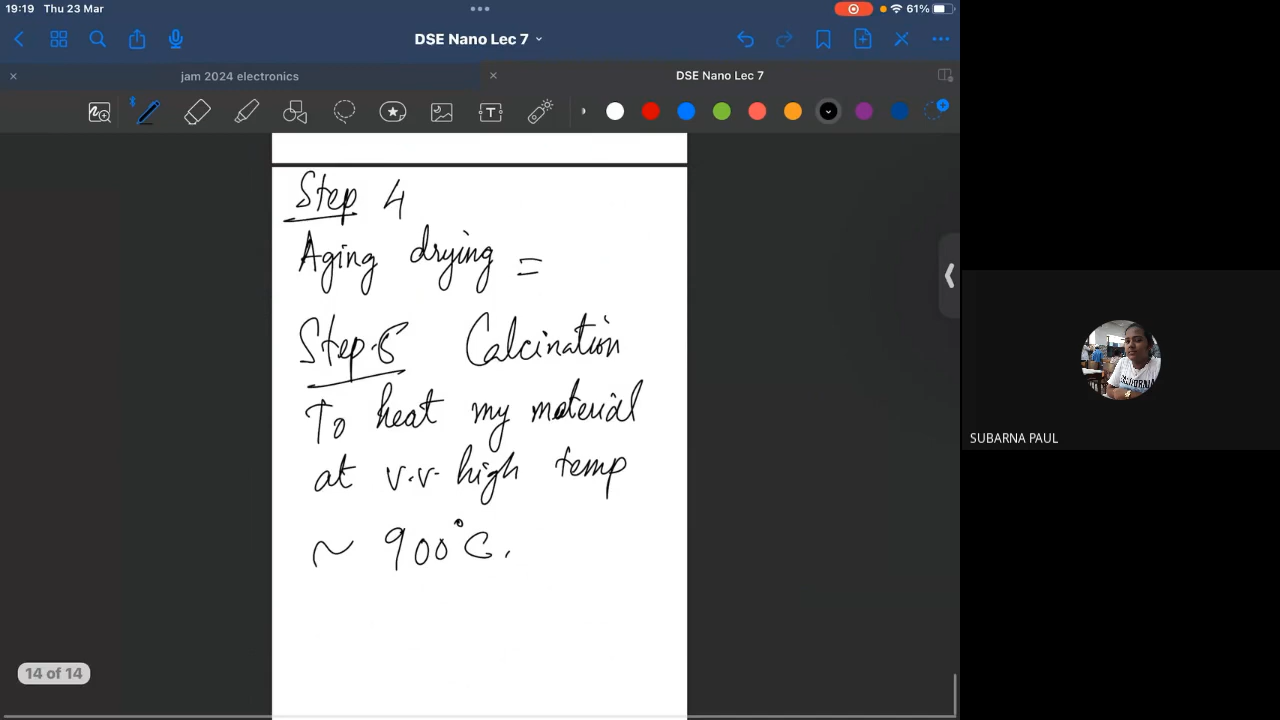 19:19 Thu 23 Mar
61%
DSE Nano Lec 7
jam 2024 electronics
DSE Nano Lec 7
Step 4
Aging drying =
Step-5 Calcination
To heat my material
at v.v. high temp
~ 900°C.
14 of 14
CALIFORNIA
SUBARNA PAUL